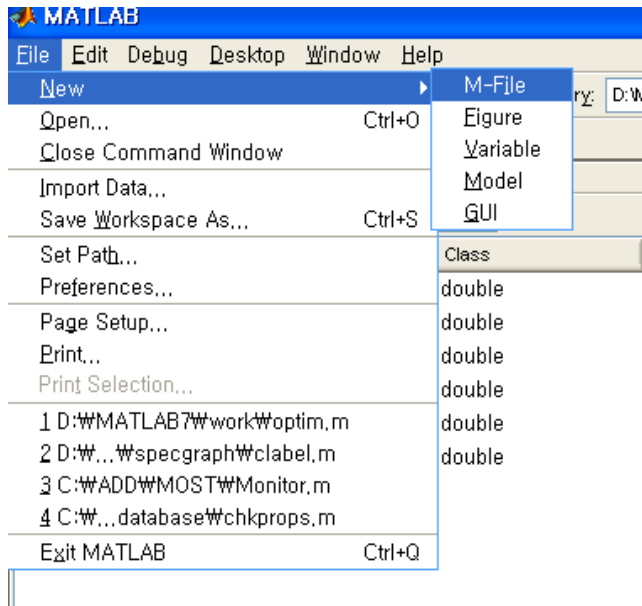 MATLAB
File Edit Debug Desktop Window Help
New
Open... Ctrl+O
Close Command Window
Import Data...
Save Workspace As... Ctrl+S
Set Path...
Preferences...
Page Setup...
Print...
Print Selection...
1 D:₩MATLAB7₩work₩optim.m
2 D:₩...₩specgraph₩clabel.m
3 C:₩ADD₩MOST₩Monitor.m
4 C:₩...database₩chkprops.m
Exit MATLAB Ctrl+Q
M-File
Figure
Variable
Model
GUI
ry: D:₩
Class
double
double
double
double
double
double